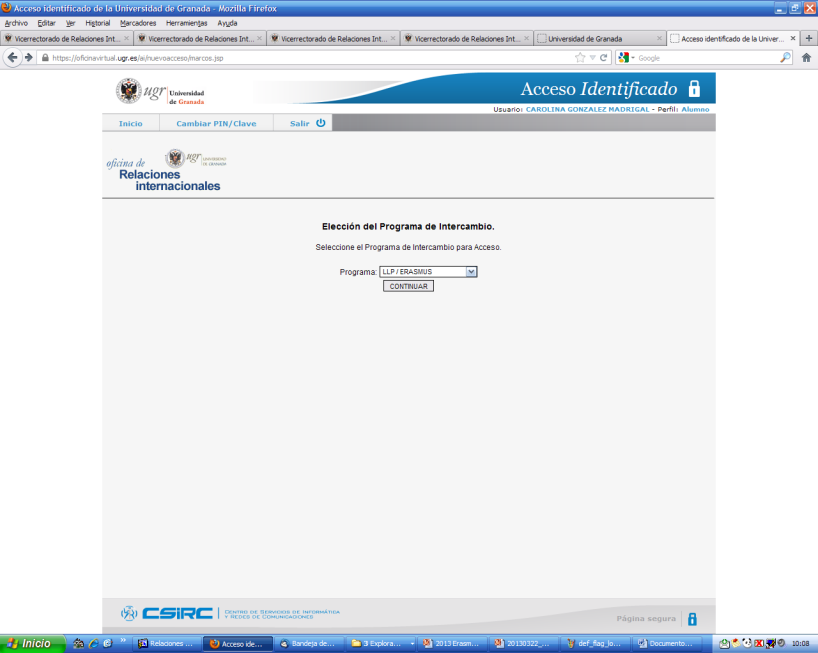 Acceso identificado de la Universidad de Granada - Mozilla Firefox
Archivo Editar Ver Historial Marcadores Herramientas Ayuda
Vicerrectorado de Relaciones Int... Vicerrectorado de Relaciones Int... Vicerrectorado de Relaciones Int... Vicerrectorado de Relaciones Int... Universidad de Granada Acceso identificado de la Univer...
https://oficinavirtual.ugr.es/ai/nuevoacceso/marcos.jsp Google
ugr Universidad de Granada
Acceso Identificado
Usuario: CAROLINA GONZALEZ MADRIGAL - Perfil: Alumno
Inicio Cambiar PIN/Clave Salir
oficina de
Relaciones
internacionales
ugr UNIVERSIDAD DE GRANADA
Elección del Programa de Intercambio.
Seleccione el Programa de Intercambio para Acceso.
Programa: LLP / ERASMUS
CONTINUAR
CSIRC CENTRO DE SERVICIOS DE INFORMÁTICA
Y REDES DE COMUNICACIONES
Página segura
Inicio Relaciones ... Acceso ide... Bandeja de... 3 Explora... 2013 Erasm... 20130322_... def_flag_lo... Documento... 10:08